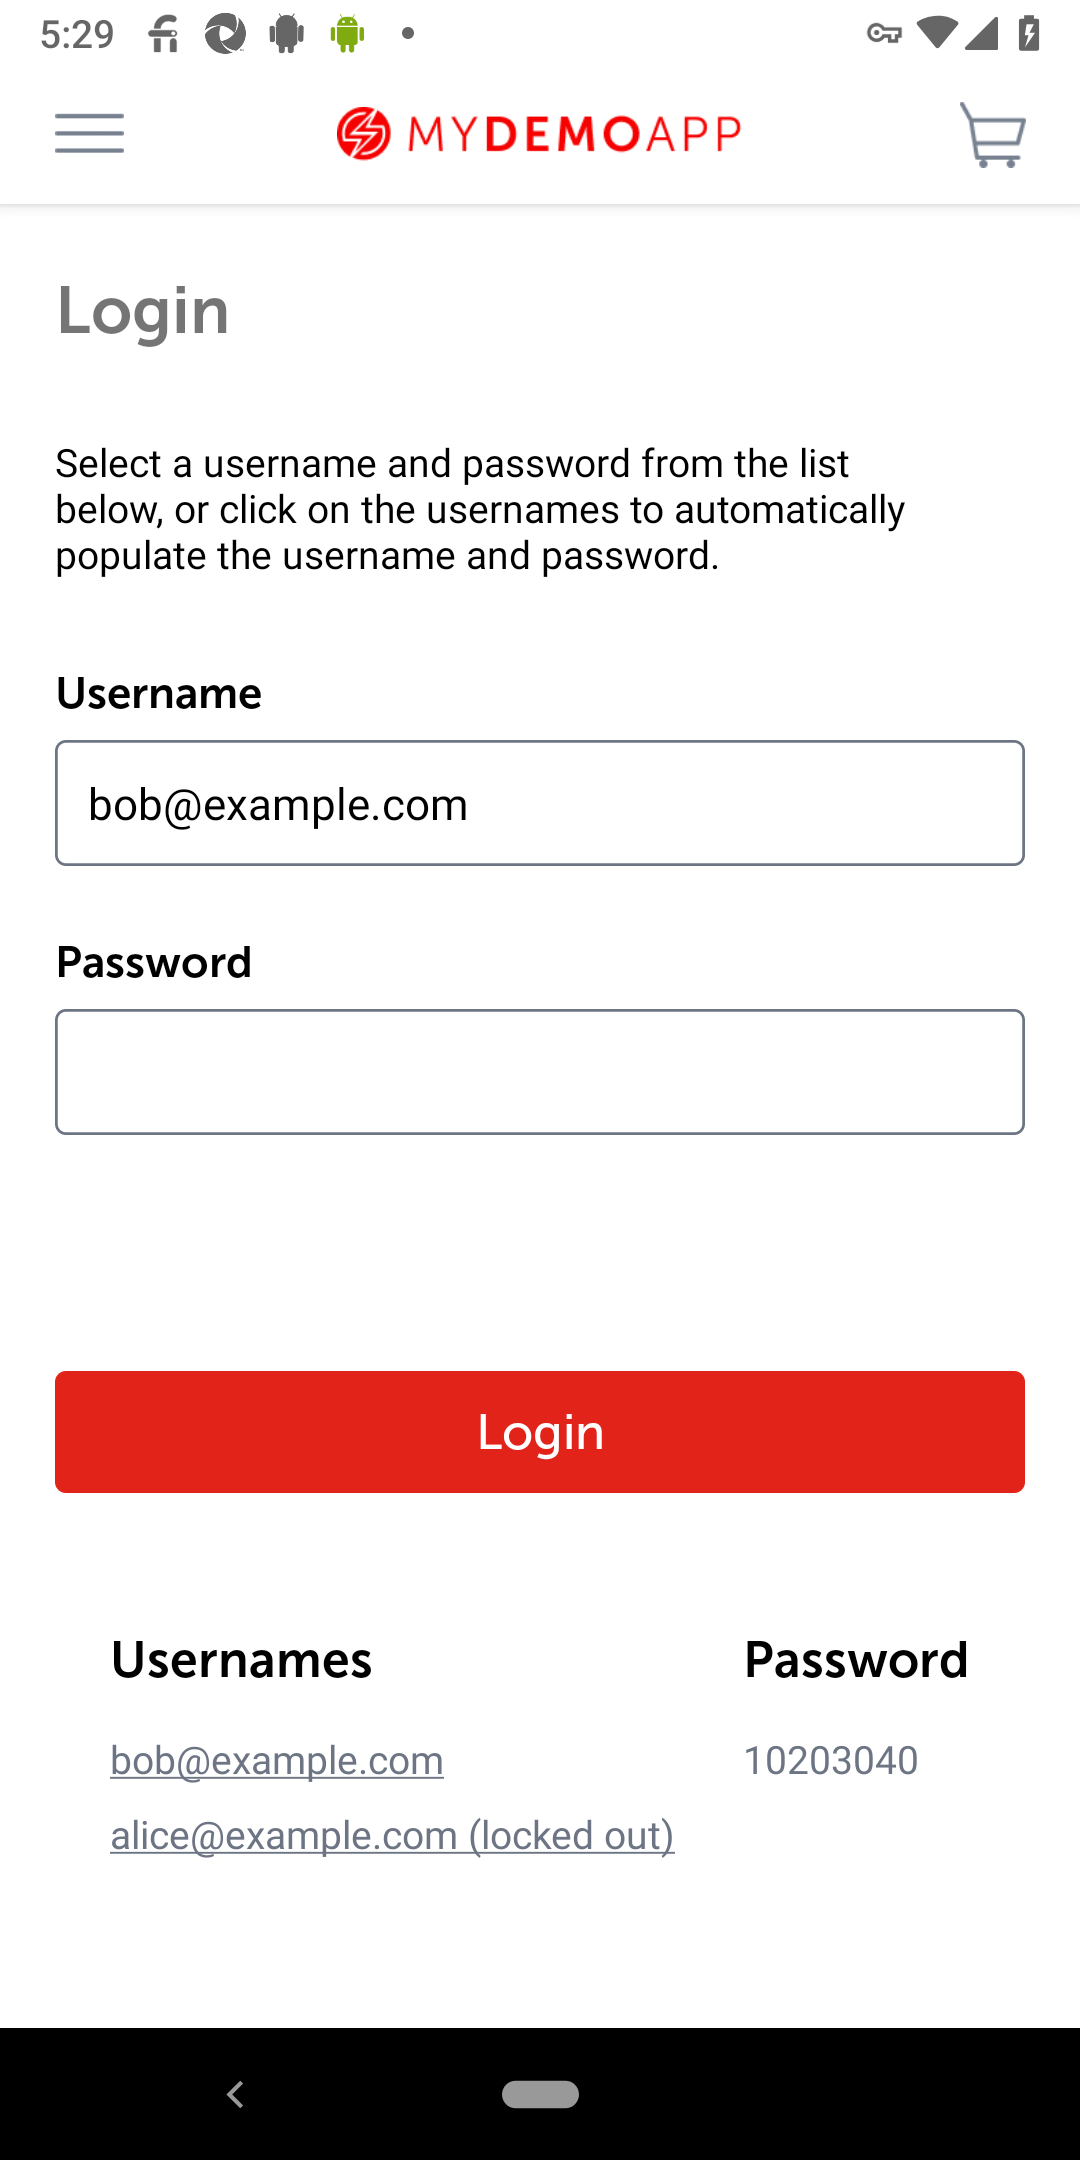 5:29
MYDEMOAPP
Login
Select a username and password from the list
below, or click on the usernames to automatically
populate the username and password.
Username
bob@example.com
Password
Login
Usernames Password
bob@example.com 10203040
alice@example.com (locked out)